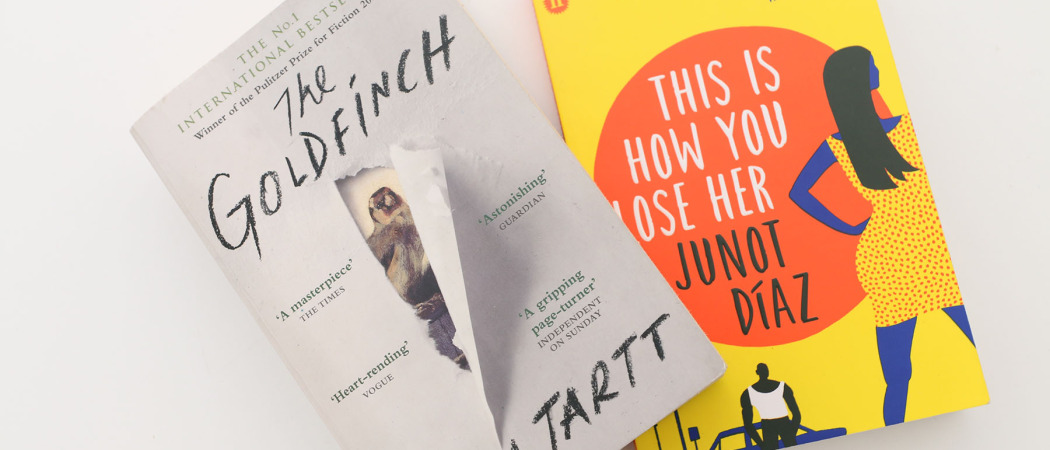 THE No.1
INTERNATIONAL BESTSE
Winner of the Pulitzer Prize for Fiction 20
The
GOLDFINCH
'Astonishing'
GUARDIAN
'A masterpiece'
THE TIMES
'A gripping
page-turner'
INDEPENDENT
ON SUNDAY
'Heart-rending'
VOGUE
TARTT
THIS IS
HOW YOU
LOSE HER
JUNOT
DÍAZ